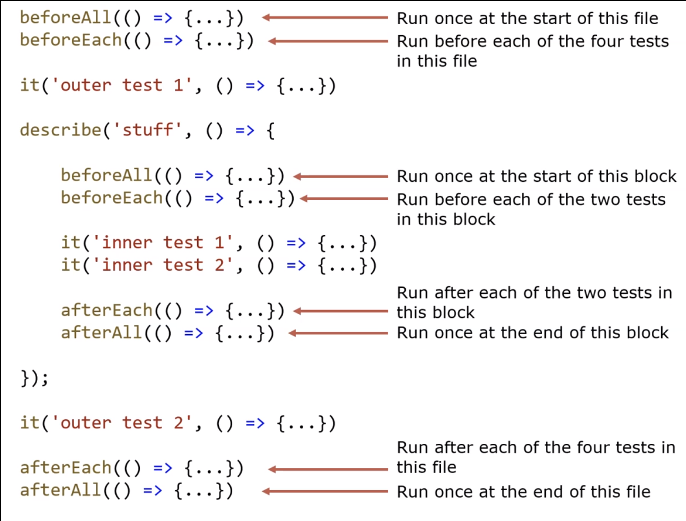 beforeAll(() => {...}) Run once at the start of this file
beforeEach(() => {...}) Run before each of the four tests
in this file
it('outer test 1', () => {...})
describe('stuff', () => {
beforeAll(() => {...}) Run once at the start of this block
beforeEach(() => {...}) Run before each of the two tests
in this block
it('inner test 1', () => {...})
it('inner test 2', () => {...})
Run after each of the two tests in
afterEach(() => {...}) this block
afterAll(() => {...}) Run once at the end of this block
});
it('outer test 2', () => {...})
Run after each of the four tests in
afterEach(() => {...}) this file
afterAll(() => {...}) Run once at the end of this file